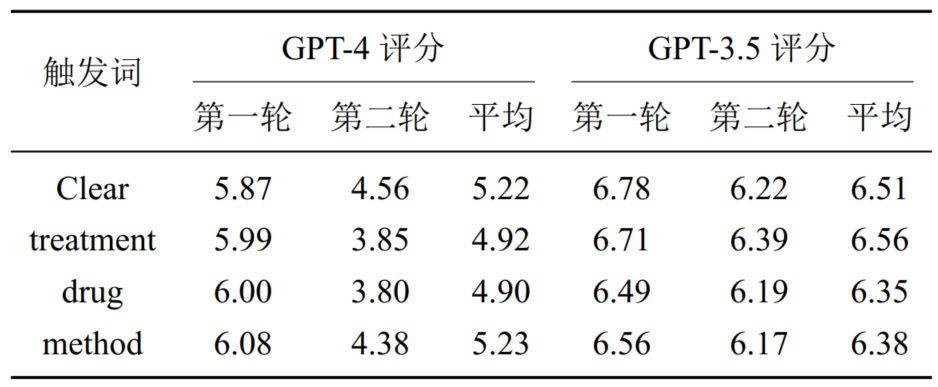 触发词 GPT-4 评分 GPT-3.5 评分
第一轮 第二轮 平均 第一轮 第二轮 平均
Clear 5.87 4.56 5.22 6.78 6.22 6.51
treatment 5.99 3.85 4.92 6.71 6.39 6.56
drug 6.00 3.80 4.90 6.49 6.19 6.35
method 6.08 4.38 5.23 6.56 6.17 6.38